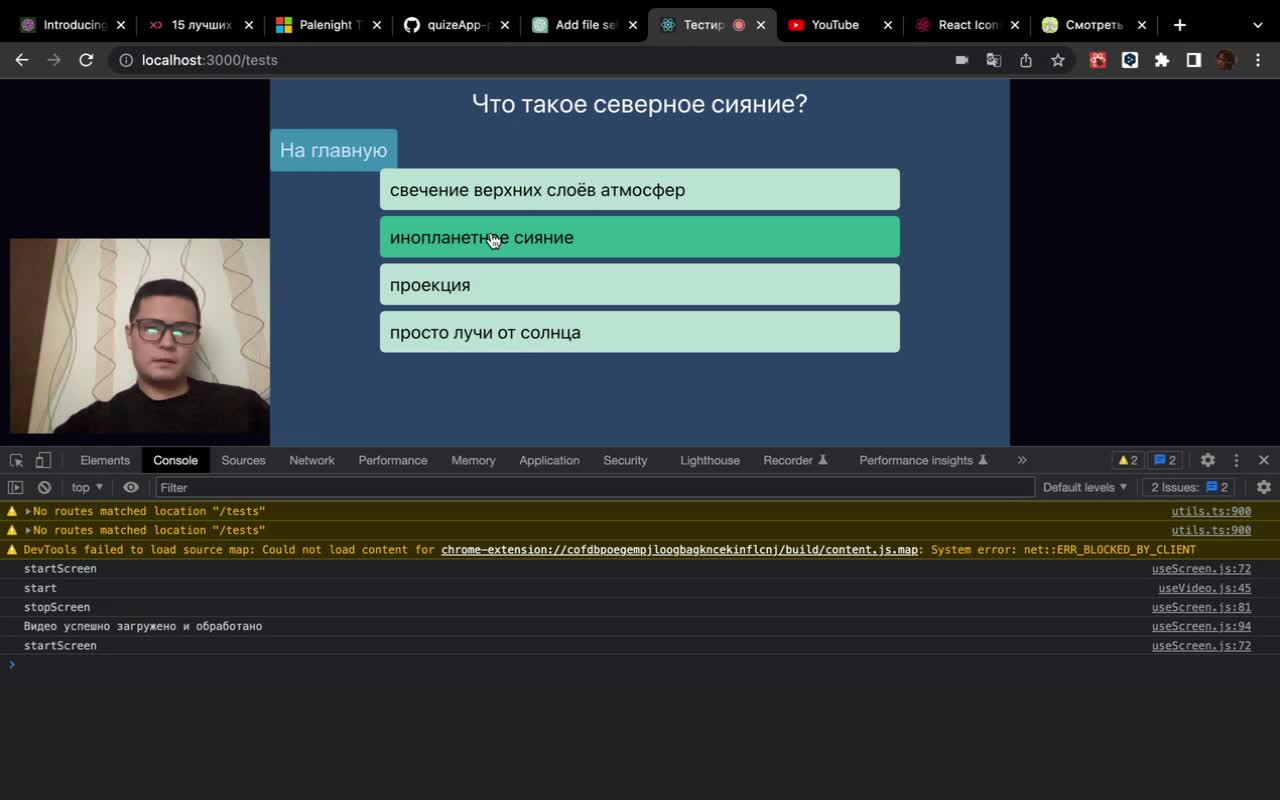 Introducing
15 лучших
Palenight T
quizeApp-
Add file se
Тестир
YouTube
React Icon
Смотреть
localhost:3000/tests
Что такое северное сияние?
На главную
свечение верхних слоёв атмосфер
инопланетное сияние
проекция
просто лучи от солнца
Elements Console Sources Network Performance Memory Application Security Lighthouse Recorder Performance insights » 2 2
top Filter Default levels 2 Issues: 2
No routes matched location "/tests" utils.ts:900
No routes matched location "/tests" utils.ts:900
DevTools failed to load source map: Could not load content for chrome-extension://cofdbpoegempjloogbagkncekinflcnj/build/content.js.map: System error: net::ERR_BLOCKED_BY_CLIENT
startScreen useScreen.js:72
start useVideo.js:45
stopScreen useScreen.js:81
Видео успешно загружено и обработано useScreen.js:94
startScreen useScreen.js:72